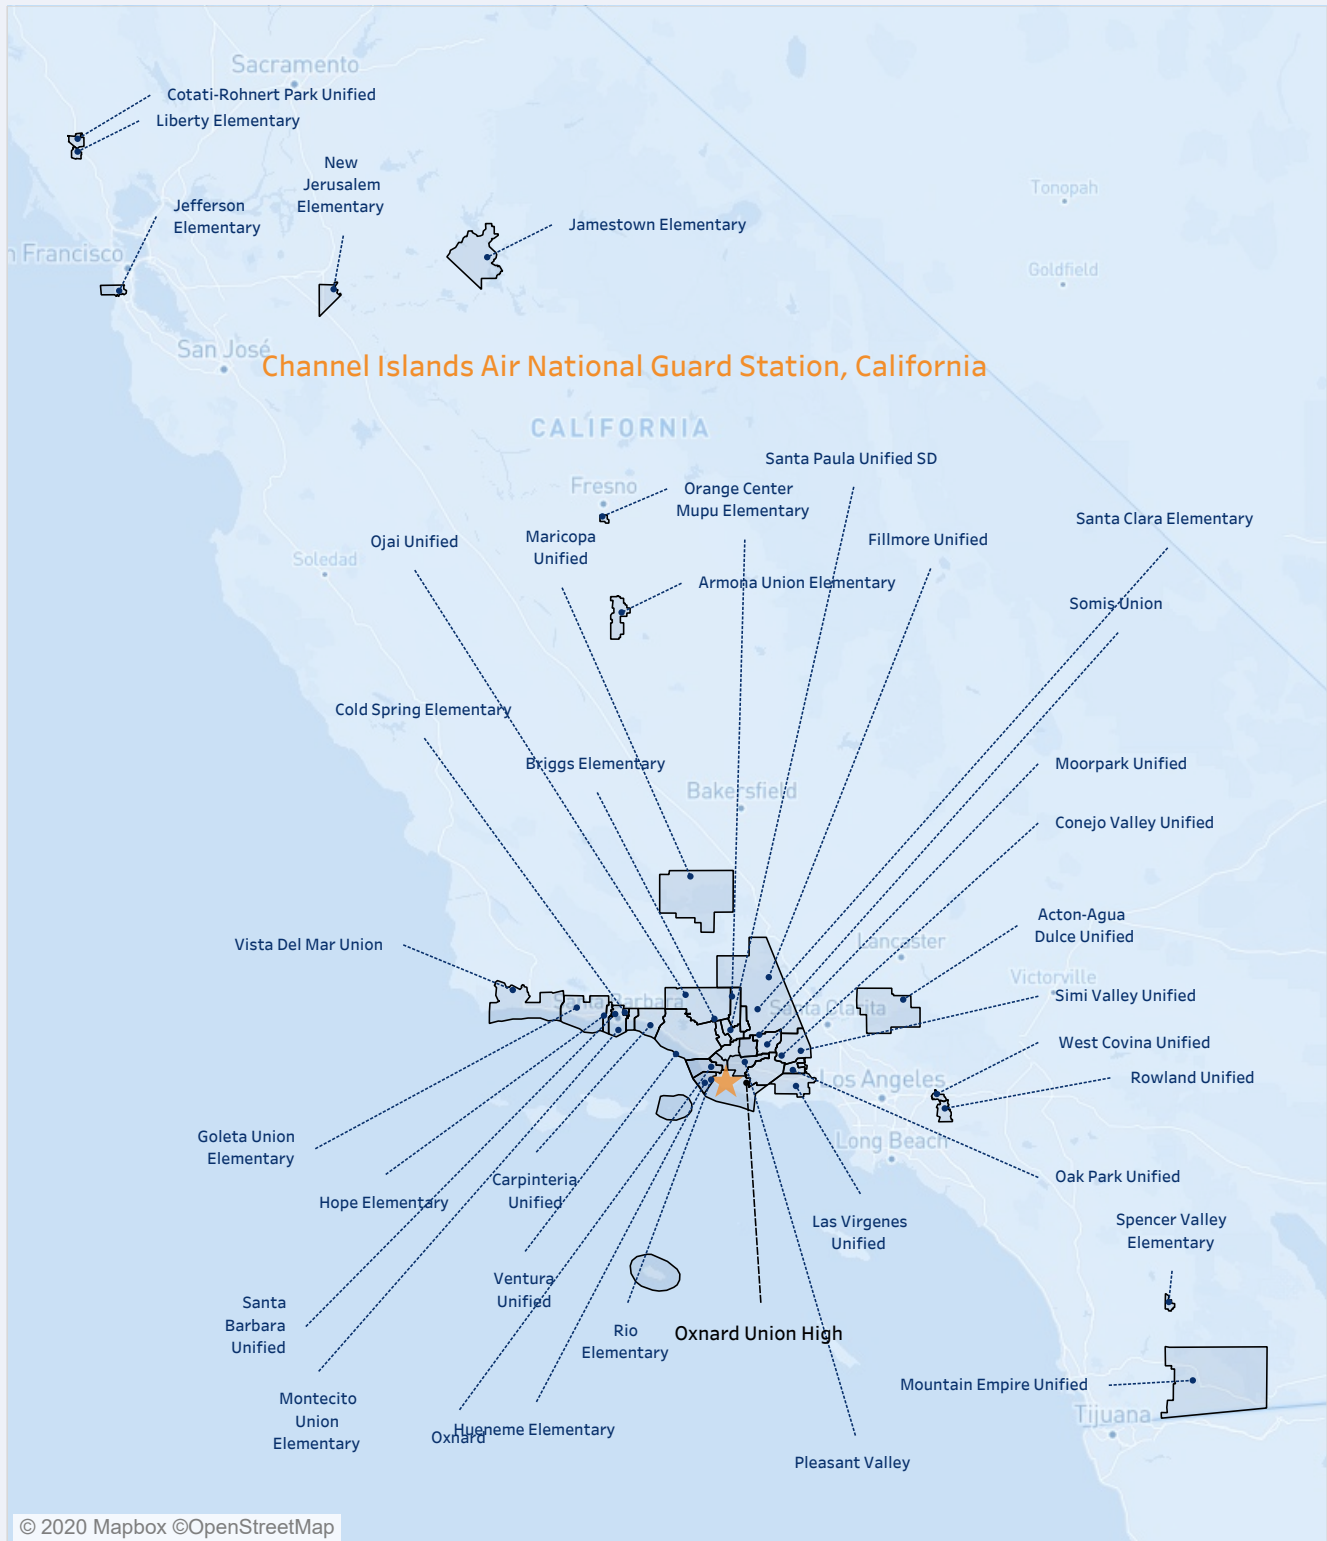 Sacramento
Cotati-Rohnert Park Unified
Liberty Elementary
New
Jerusalem
Elementary
Tonopah
Jefferson
Elementary
Jamestown Elementary
n Francisco
Goldfield
San José
Channel Islands Air National Guard Station, California
CALIFORNIA
Santa Paula Unified SD
Fresno
Orange Center
Mupu Elementary
Santa Clara Elementary
Ojai Unified
Maricopa
Unified
Fillmore Unified
Soledad
Armona Union Elementary
Somis Union
Cold Spring Elementary
Briggs Elementary
Moorpark Unified
Bakersfield
Conejo Valley Unified
Acton-Agua
Dulce Unified
Vista Del Mar Union
Lancaster
Victorville
Simi Valley Unified
Santa Barbara
Santa Clarita
West Covina Unified
Los Angeles
Rowland Unified
Goleta Union
Elementary
Long Beach
Carpinteria
Unified
Oak Park Unified
Hope Elementary
Las Virgenes
Unified
Spencer Valley
Elementary
Ventura
Unified
Santa
Barbara
Unified
Rio
Elementary
Oxnard Union High
Mountain Empire Unified
Montecito
Union
Elementary
Tijuana
Hueneme Elementary
Oxnard
Pleasant Valley
© 2020 Mapbox ©OpenStreetMap